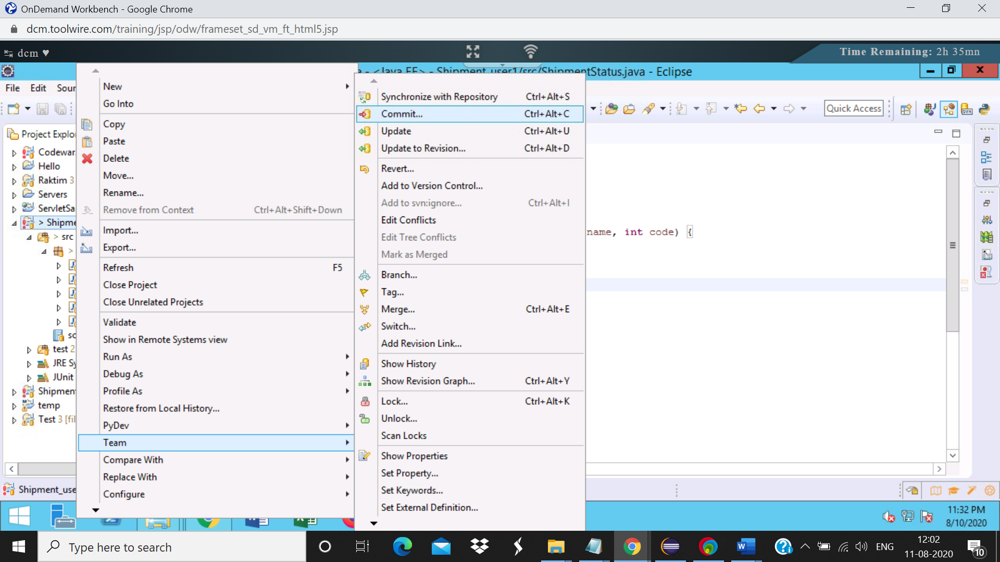 OnDemand Workbench - Google Chrome
dcm.toolwire.com/training/jsp/odw/frameset_sd_vm_ft_html5.jsp
dcm ♥
Time Remaining: 2h 35mn
- <Java EE> - Shipment_user1/src/ShipmentStatus.java - Eclipse
File Edit Sour
Quick Access
Project Explo
Codewar
Hello
Raktim 3
Servers
ServletSa
> Shipme
> src
>
sc
test 2
JRE Sy
JUnit
Shipment
temp
Test 3 [fil
Shipment_use
New
Go Into
Copy
Paste
Delete
Move...
Rename...
Remove from Context Ctrl+Alt+Shift+Down
Import...
Export...
Refresh F5
Close Project
Close Unrelated Projects
Validate
Show in Remote Systems view
Run As
Debug As
Profile As
Restore from Local History...
PyDev
Team
Compare With
Replace With
Configure
Synchronize with Repository Ctrl+Alt+S
Commit... Ctrl+Alt+C
Update Ctrl+Alt+U
Update to Revision... Ctrl+Alt+D
Revert...
Add to Version Control...
Add to svn:ignore... Ctrl+Alt+I
Edit Conflicts
Edit Tree Conflicts
Mark as Merged
Branch...
Tag...
Merge... Ctrl+Alt+E
Switch...
Add Revision Link...
Show History
Show Revision Graph... Ctrl+Alt+Y
Lock... Ctrl+Alt+K
Unlock...
Scan Locks
Show Properties
Set Property...
Set Keywords...
Set External Definition...
name, int code) {
11:32 PM
8/10/2020
Type here to search
ENG
12:02
11-08-2020
10